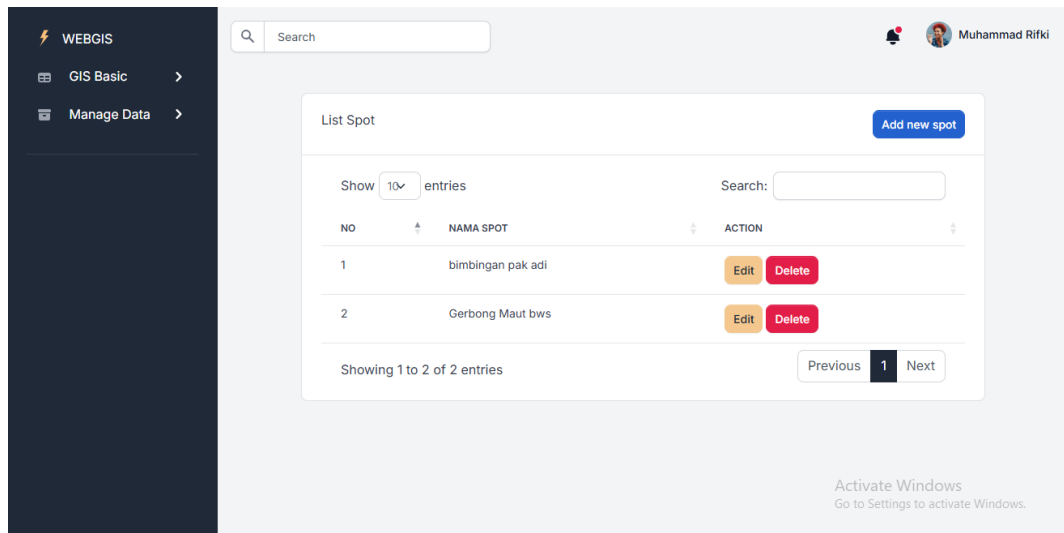 WEBGIS
GIS Basic
Manage Data
Search
Muhammad Rifki
List Spot
Add new spot
Show 10 entries
Search:
NO NAMA SPOT ACTION
1 bimbingan pak adi Edit Delete
2 Gerbong Maut bws Edit Delete
Showing 1 to 2 of 2 entries
Previous 1 Next
Activate Windows
Go to Settings to activate Windows.